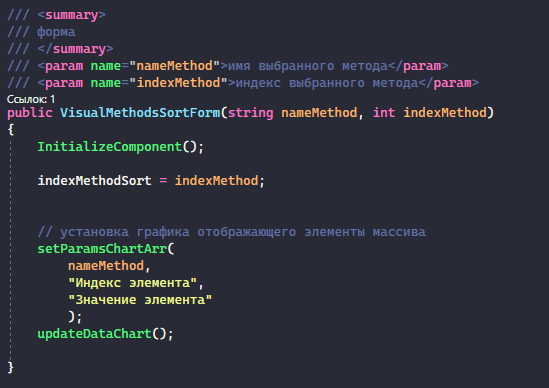 /// <summary>
/// форма
/// </summary>
/// <param name="nameMethod">имя выбранного метода</param>
/// <param name="indexMethod">индекс выбранного метода</param>
Ссылок: 1
public VisualMethodsSortForm(string nameMethod, int indexMethod)
{
InitializeComponent();
indexMethodSort = indexMethod;
// установка графика отображающего элементы массива
setParamsChartArr(
nameMethod,
"Индекс элемента",
"Значение элемента"
);
updateDataChart();
}